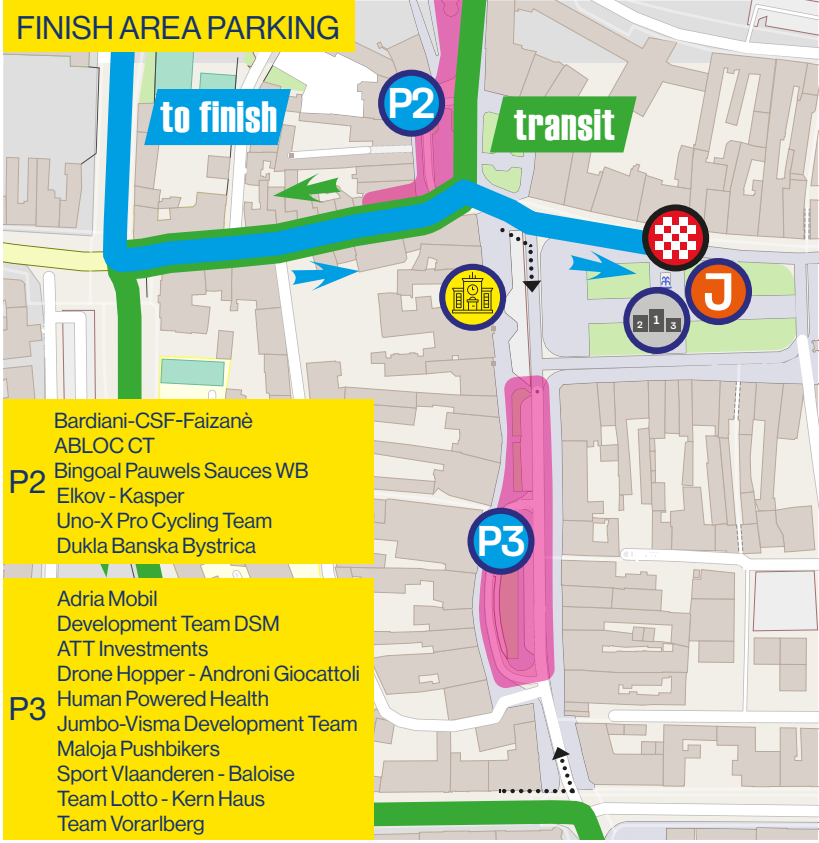 FINISH AREA PARKING
P2
to finish
transit
J
2 1 3
P3
P2
Bardiani-CSF-Faizanè
ABLOC CT
Bingoal Pauwels Sauces WB
Elkov - Kasper
Uno-X Pro Cycling Team
Dukla Banska Bystrica
P3
Adria Mobil
Development Team DSM
ATT Investments
Drone Hopper - Androni Giocattoli
Human Powered Health
Jumbo-Visma Development Team
Maloja Pushbikers
Sport Vlaanderen - Baloise
Team Lotto - Kern Haus
Team Vorarlberg